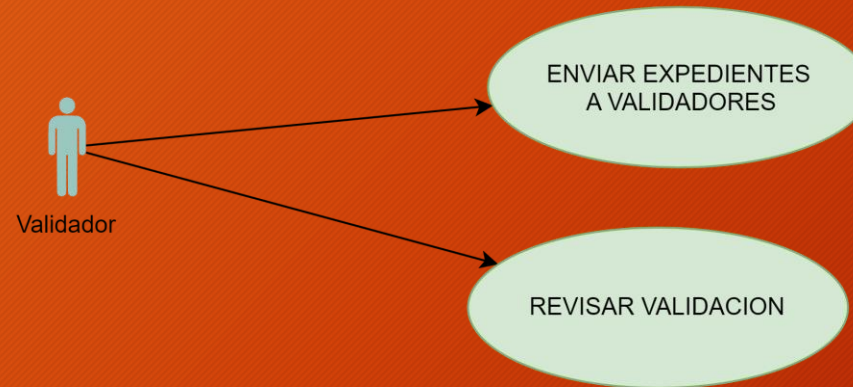 ENVIAR EXPEDIENTES
A VALIDADORES
Validador
REVISAR VALIDACION